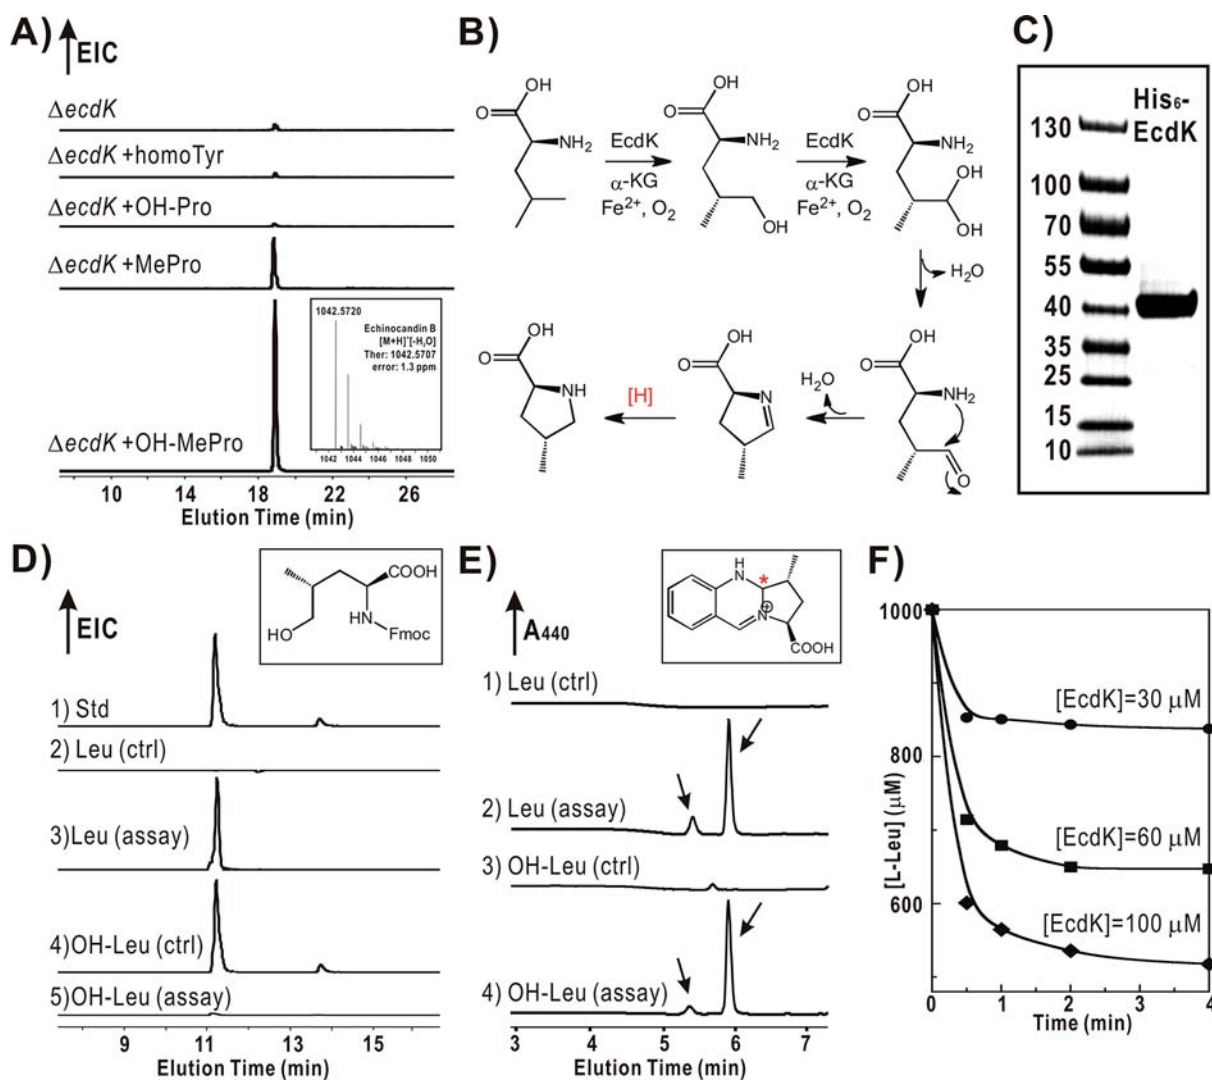 A)
EIC
ΔecdK
ΔecdK +homoTyr
ΔecdK +OH-Pro
ΔecdK +MePro
1042.5720
Echinocandin B
[M+H]⁺[-H₂O]
Ther: 1042.5707
error: 1.3 ppm
1042 1044 1046 1048 1050
ΔecdK +OH-MePro
10 14 18 22 26
Elution Time (min)
B)
OH
O
NH₂
EcdK
α-KG
Fe²⁺, O₂
OH
O
NH₂
OH
EcdK
α-KG
Fe²⁺, O₂
OH
O
NH₂
OH
OH
H₂O
OH
O
NH₂
O
H₂O
OH
O
N
[H]
OH
O
NH
C)
His₆-
EcdK
130
100
70
55
40
35
25
15
10
D)
EIC
COOH
HN
Fmoc
HO
1) Std
2) Leu (ctrl)
3)Leu (assay)
4)OH-Leu (ctrl)
5)OH-Leu (assay)
9 11 13 15
Elution Time (min)
E)
A440
H
N
*
N
⊕
COOH
1) Leu (ctrl)
2) Leu (assay)
3) OH-Leu (ctrl)
4) OH-Leu (assay)
3 4 5 6 7
Elution Time (min)
F)
1000
800
600
[L-Leu] (μM)
[EcdK]=30 μM
[EcdK]=60 μM
[EcdK]=100 μM
0 1 2 3 4
Time (min)